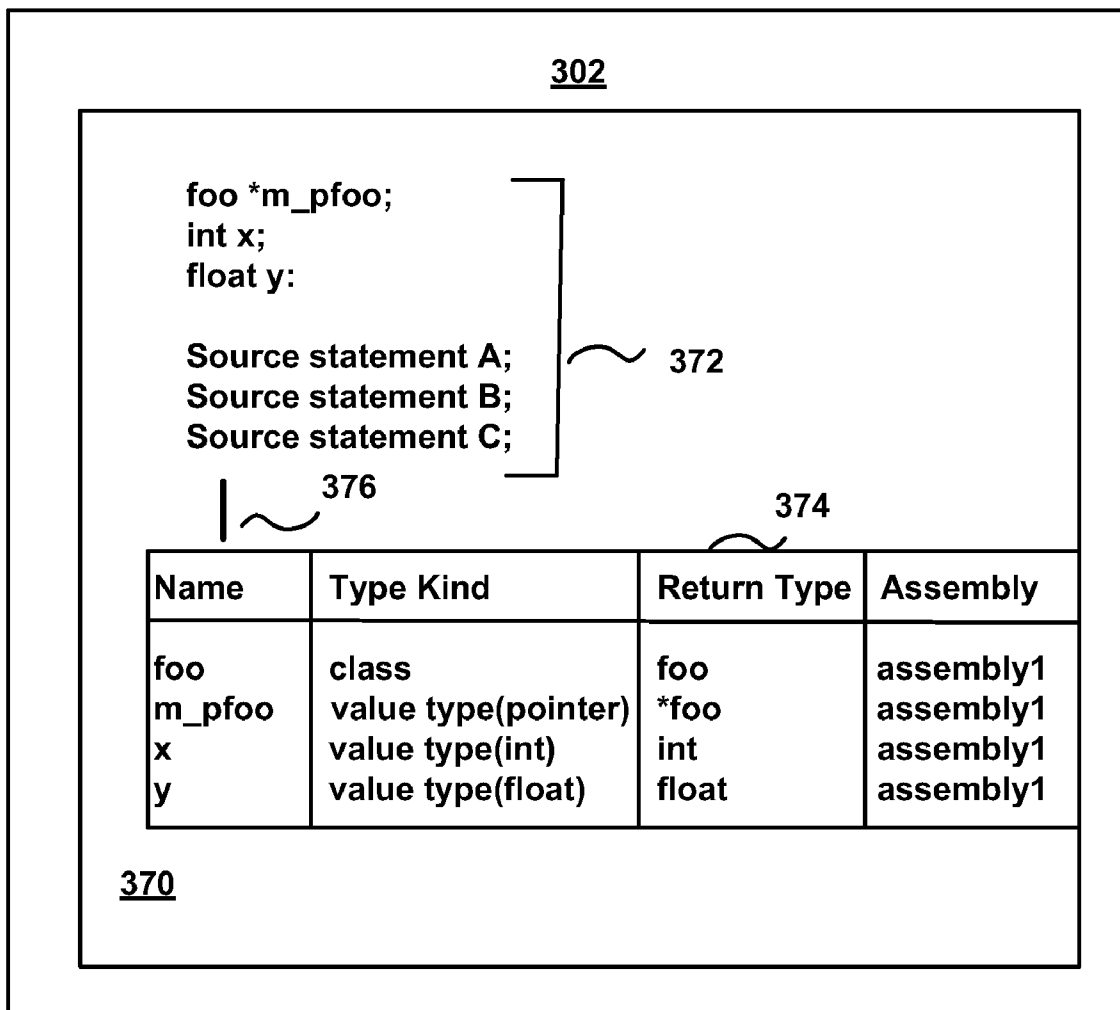 302
foo *m_pfoo;
int x;
float y:
Source statement A;
Source statement B;
Source statement C;
372
376
374
Name Type Kind Return Type Assembly
foo class foo assembly1
m_pfoo value type(pointer) *foo assembly1
x value type(int) int assembly1
y value type(float) float assembly1
370